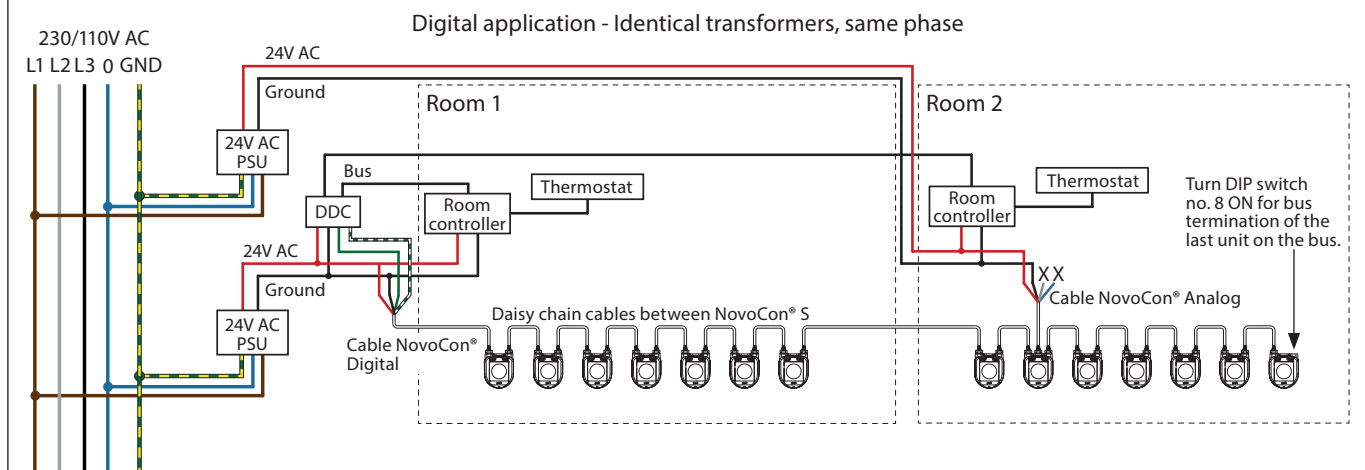 Digital application - Identical transformers, same phase
230/110V AC
L1 L2 L3 0 GND
24V AC
Ground
24V AC
PSU
Room 1
Room 2
Bus
DDC
Room
controller
Thermostat
Room
controller
Thermostat
Turn DIP switch
no. 8 ON for bus
termination of the
last unit on the bus.
24V AC
Ground
24V AC
PSU
X X
Cable NovoCon® Analog
Daisy chain cables between NovoCon® S
Cable NovoCon®
Digital